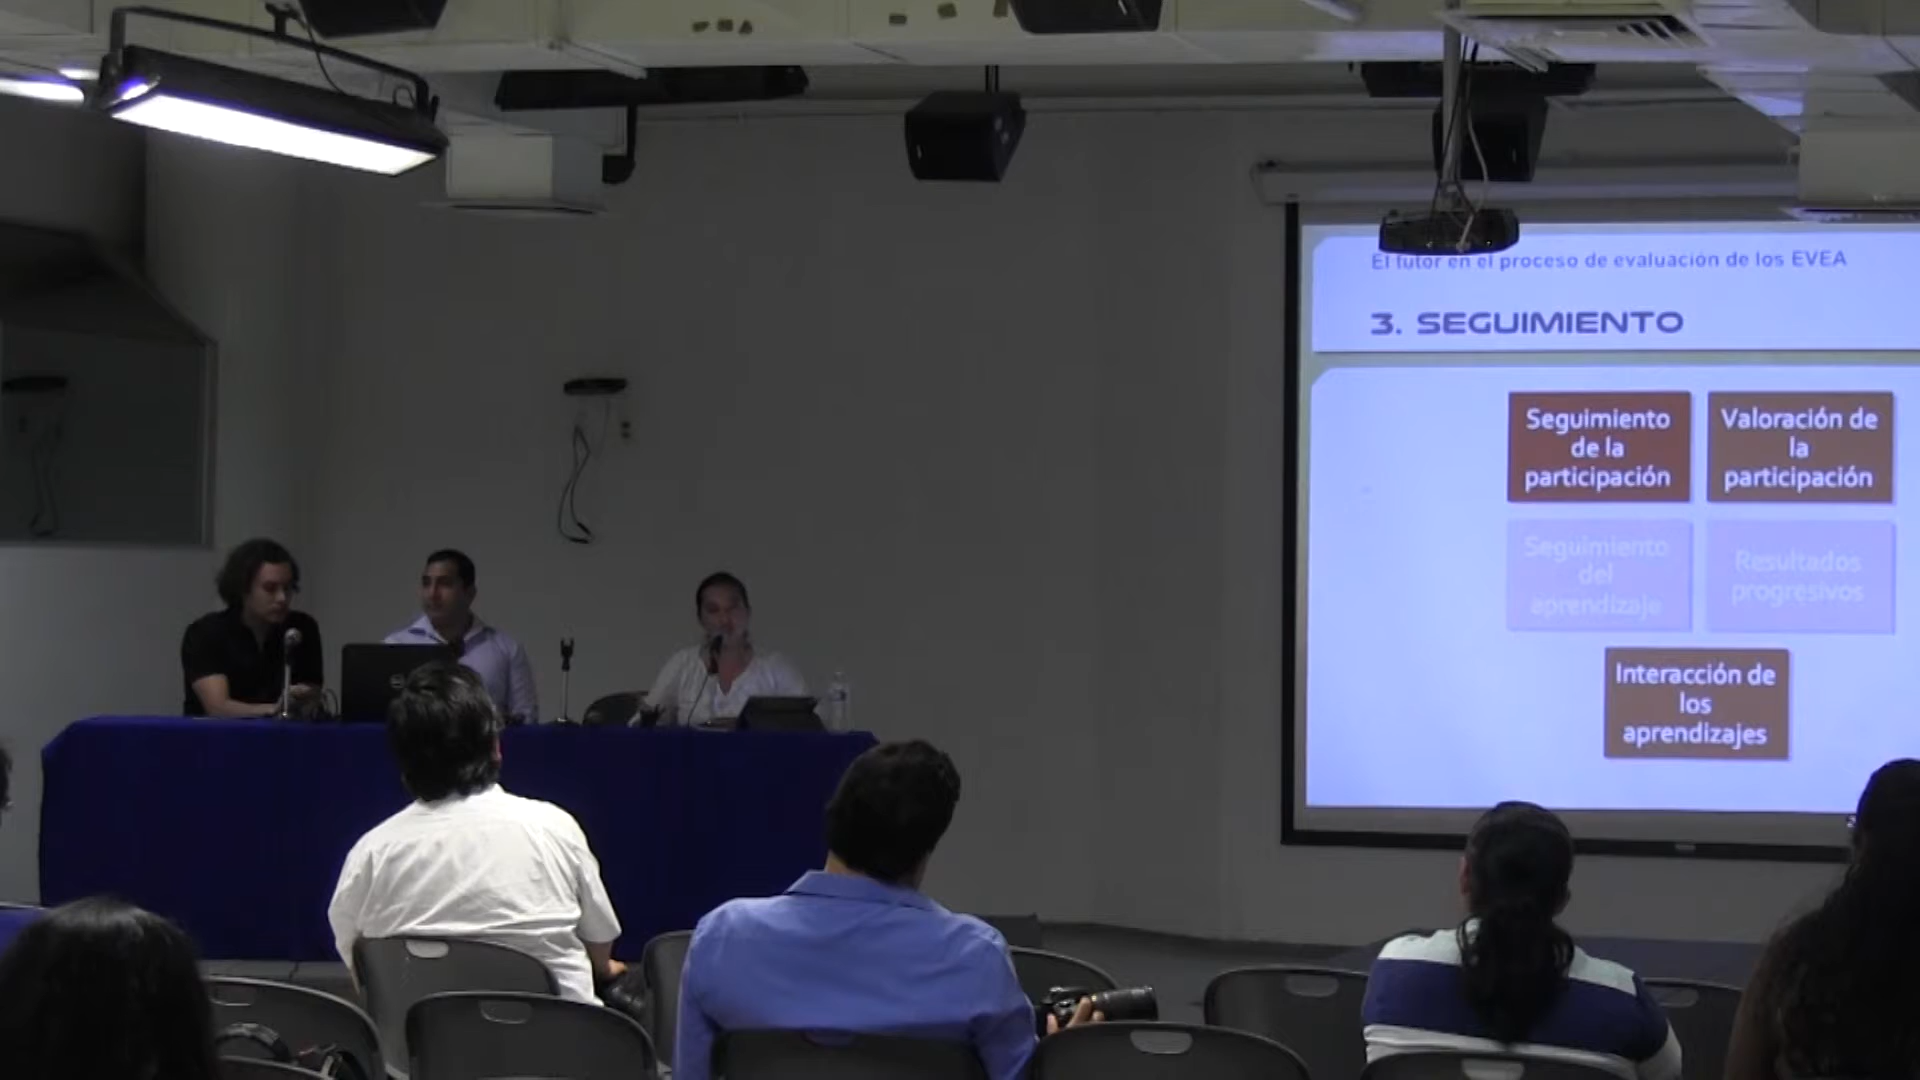 El tutor en el proceso de evaluación de los EVEA
3. SEGUIMIENTO
Seguimiento
de la
participación
Valoración de
la
participación
Seguimiento
del
aprendizaje
Resultados
progresivos
Interacción de
los
aprendizajes